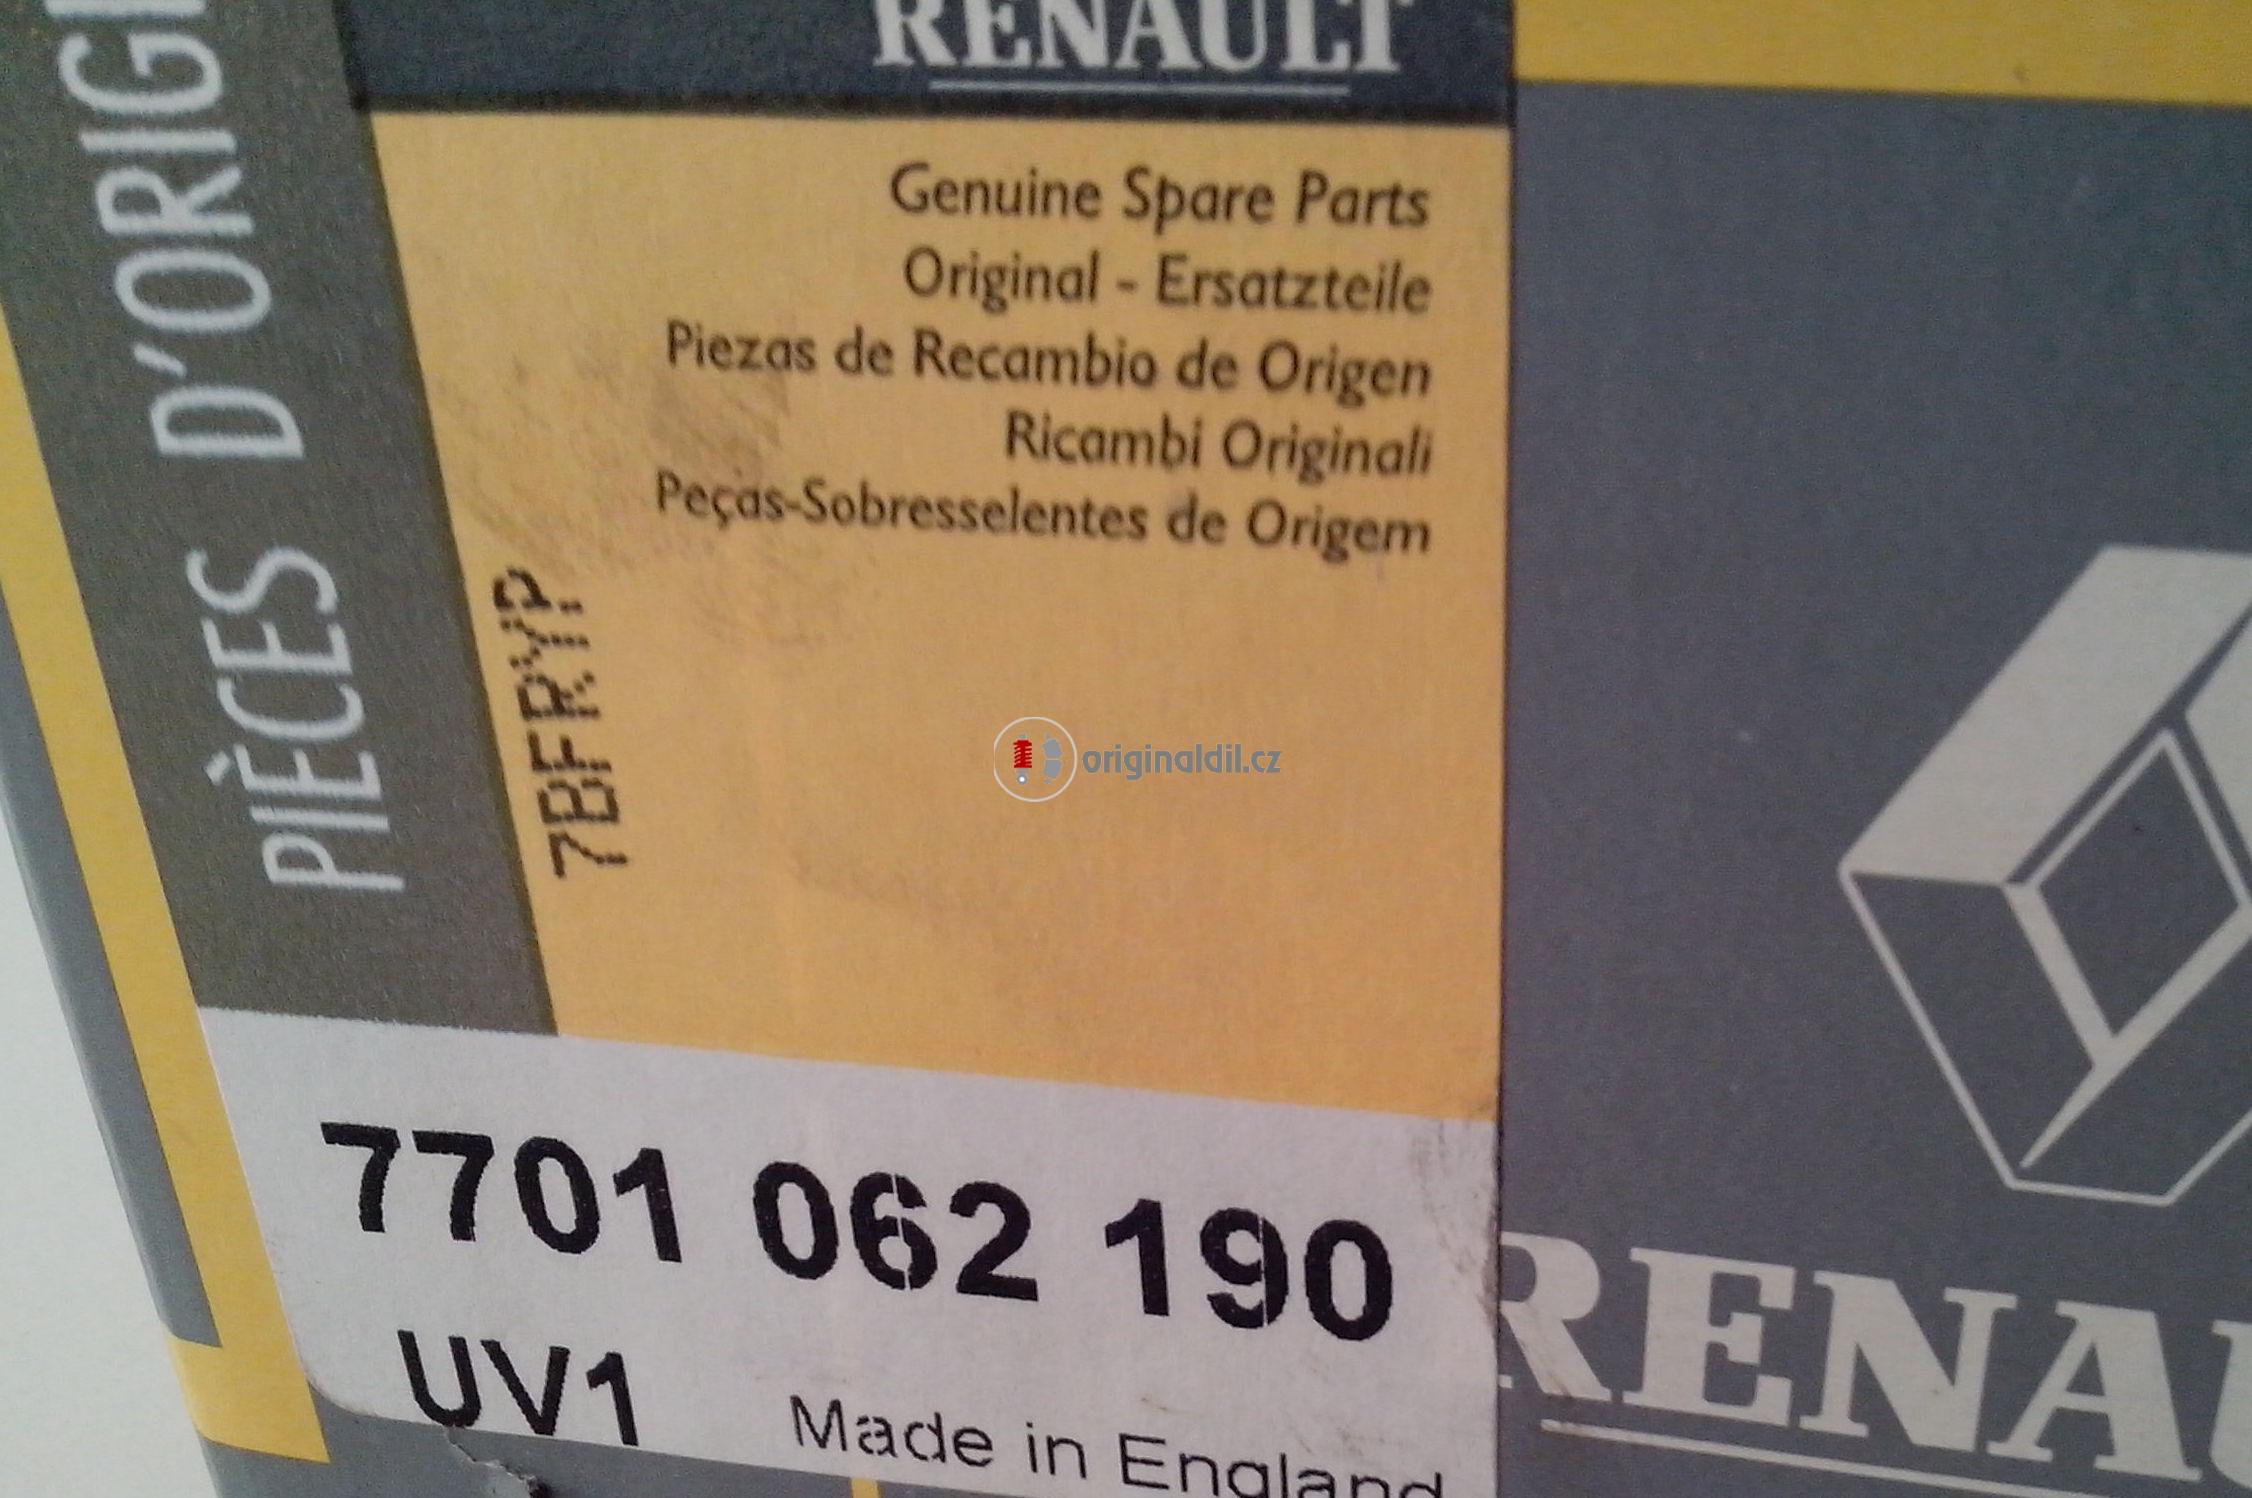 RENAULT
PIÈCES D'ORIGI
Genuine Spare Parts
Original - Ersatzteile
Piezas de Recambio de Origen
Ricambi Originali
Peças-Sobresselentes de Origem
7BFRYP
originaldil.cz
7701 062 190
UV1
Made in England
RENAU